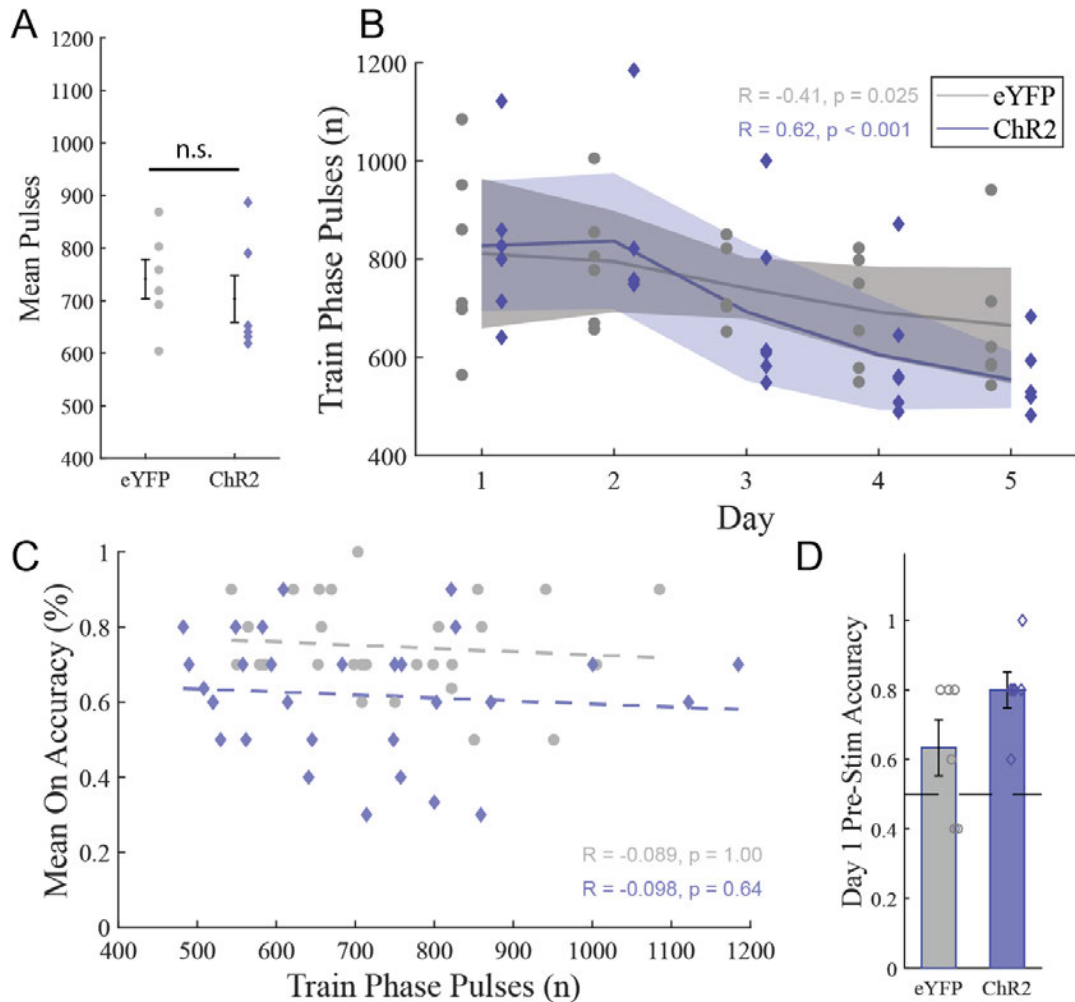 A
Mean Pulses
1200
1100
1000
900
800
700
600
500
400
n.s.
eYFP
ChR2
B
Train Phase Pulses (n)
1200
1000
800
600
400
R = -0.41, p = 0.025
R = 0.62, p < 0.001
eYFP
ChR2
1
2
3
4
5
Day
C
Mean On Accuracy (%)
1
0.8
0.6
0.4
0.2
0
R = -0.089, p = 1.00
R = -0.098, p = 0.64
400
500
600
700
800
900
1000
1100
1200
Train Phase Pulses (n)
D
Day 1 Pre-Stim Accuracy
1
0.8
0.6
0.4
0.2
0
eYFP
ChR2